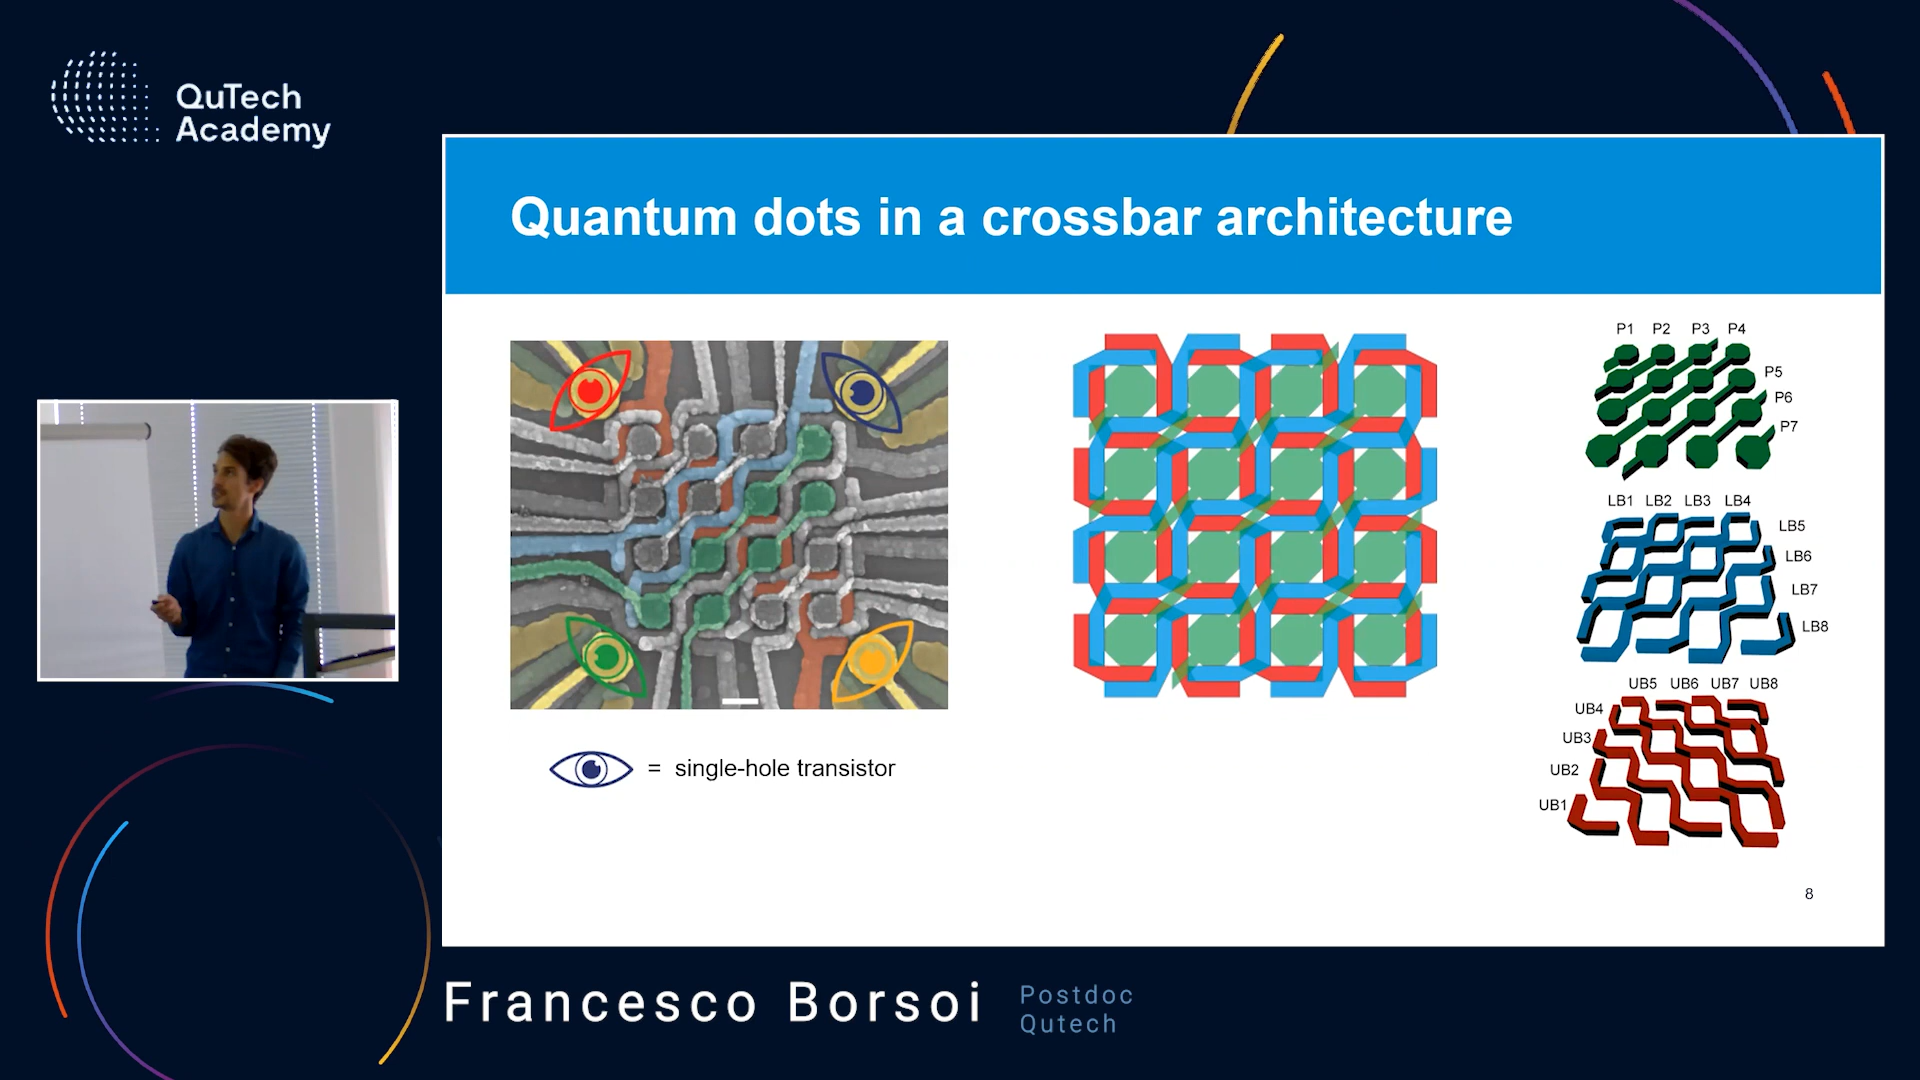 QuTech
Academy
Quantum dots in a crossbar architecture
= single-hole transistor
P1 P2 P3 P4
P5
P6
P7
LB1 LB2 LB3 LB4
LB5
LB6
LB7
LB8
UB5 UB6 UB7 UB8
UB4
UB3
UB2
UB1
8
Francesco Borsoi
Postdoc
Qutech